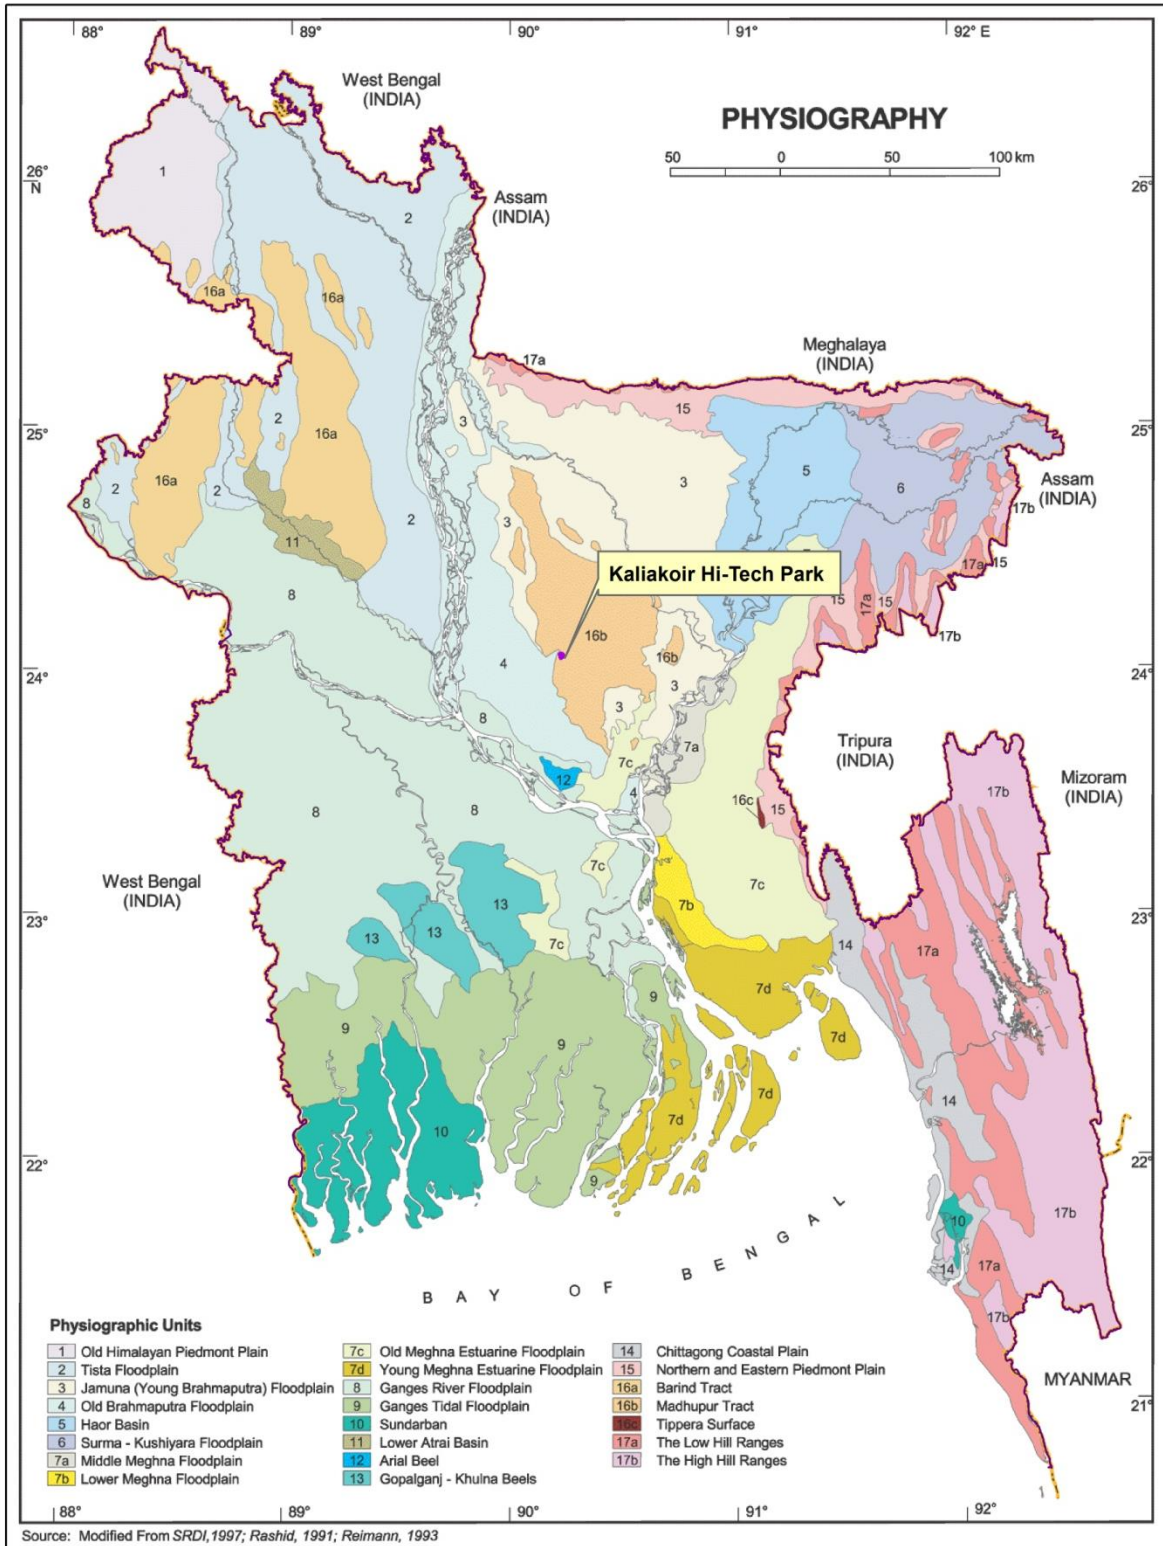 88°
89°
90°
91°
92° E
West Bengal
(INDIA)
PHYSIOGRAPHY
50
0
50
100 km
26°
N
26°
1
2
Assam
(INDIA)
16a
16a
Meghalaya
(INDIA)
17a
15
25°
25°
3
2
16a
5
3
6
Assam
(INDIA)
16a
2
2
8
17b
3
2
11
7
17a
15
Kaliakoir Hi-Tech Park
8
15
17a
15
16b
17b
16b
24°
24°
4
3
3
8
7a
Tripura
(INDIA)
7c
Mizoram
(INDIA)
12
4
17b
16c
15
8
8
7c
7c
West Bengal
(INDIA)
13
7b
23°
23°
13
13
7c
14
17a
7d
9
7d
9
9
7d
14
10
7d
22°
22°
9
10
17b
17a
14
BAY OF BENGAL
17b
MYANMAR
21°
21°
1
Physiographic Units
1 Old Himalayan Piedmont Plain
2 Tista Floodplain
3 Jamuna (Young Brahmaputra) Floodplain
4 Old Brahmaputra Floodplain
5 Haor Basin
6 Surma - Kushiyara Floodplain
7a Middle Meghna Floodplain
7b Lower Meghna Floodplain
7c Old Meghna Estuarine Floodplain
7d Young Meghna Estuarine Floodplain
8 Ganges River Floodplain
9 Ganges Tidal Floodplain
10 Sundarban
11 Lower Atrai Basin
12 Arial Beel
13 Gopalganj - Khulna Beels
14 Chittagong Coastal Plain
15 Northern and Eastern Piedmont Plain
16a Barind Tract
16b Madhupur Tract
16c Tippera Surface
17a The Low Hill Ranges
17b The High Hill Ranges
88°
89°
90°
91°
92°
Source: Modified From SRDI,1997; Rashid, 1991; Reimann, 1993